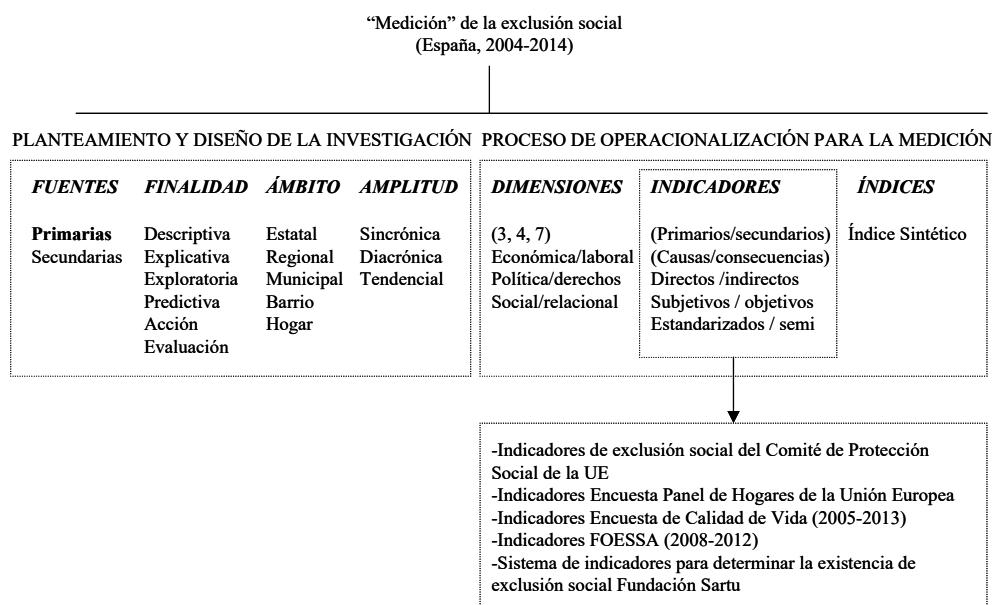 “Medición” de la exclusión social
(España, 2004-2014)
PLANTEAMIENTO Y DISEÑO DE LA INVESTIGACIÓN
FUENTES
Primarias
Secundarias
FINALIDAD
Descriptiva
Explicativa
Exploratoria
Predictiva
Acción
Evaluación
ÁMBITO
Estatal
Regional
Municipal
Barrio
Hogar
AMPLITUD
Sincrónica
Diacrónica
Tendencial
PROCESO DE OPERACIONALIZACIÓN PARA LA MEDICIÓN
DIMENSIONES
(3, 4, 7)
Económica/laboral
Política/derechos
Social/relacional
INDICADORES
(Primarios/secundarios)
(Causas/consecuencias)
Directos /indirectos
Subjetivos / objetivos
Estandarizados / semi
ÍNDICES
Índice Sintético
-Indicadores de exclusión social del Comité de Protección
Social de la UE
-Indicadores Encuesta Panel de Hogares de la Unión Europea
-Indicadores Encuesta de Calidad de Vida (2005-2013)
-Indicadores FOESSA (2008-2012)
-Sistema de indicadores para determinar la existencia de
exclusión social Fundación Sartu